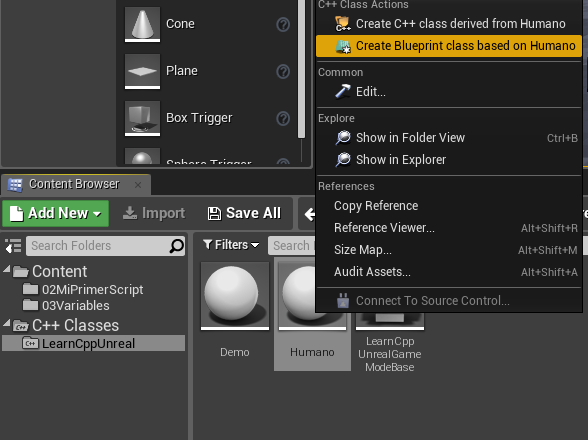 Cone
Plane
Box Trigger
Sphere Trigger
C++ Class Actions
Create C++ class derived from Humano
Create Blueprint class based on Humano
Common
Edit...
Explore
Show in Folder View Ctrl+B
Show in Explorer
References
Copy Reference
Reference Viewer... Alt+Shift+R
Size Map... Alt+Shift+M
Audit Assets... Alt+Shift+A
Connect To Source Control...
Content Browser
Add New
Import
Save All
Search Folders
Filters
Search
Content
02MiPrimerScript
03Variables
C++ Classes
LearnCppUnreal
Demo
Humano
LearnCpp
UnrealGame
ModeBase